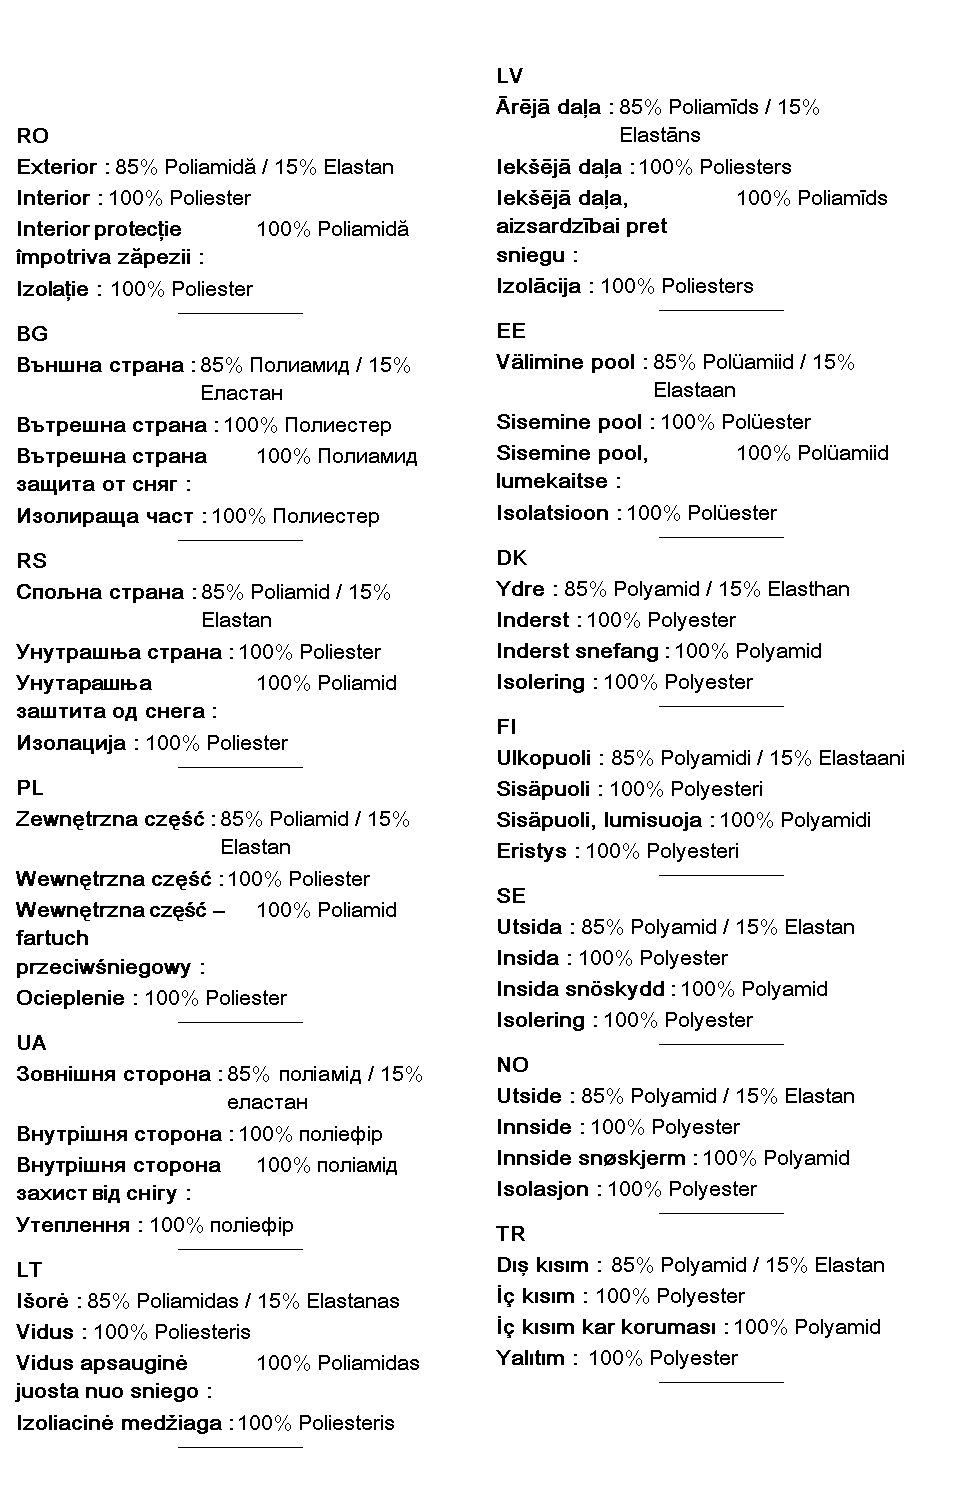 RO
Exterior : 85% Poliamidă / 15% Elastan
Interior : 100% Poliester
Interior protecție 100% Poliamidă
împotriva zăpezii :
Izolație : 100% Poliester
BG
Външна страна : 85% Полиамид / 15%
Еластан
Вътрешна страна : 100% Полиестер
Вътрешна страна 100% Полиамид
защита от сняг :
Изолираща част : 100% Полиестер
RS
Спољна страна : 85% Poliamid / 15%
Elastan
Унутрашња страна : 100% Poliester
Унутарашња 100% Poliamid
заштита од снега :
Изолација : 100% Poliester
PL
Zewnętrzna część : 85% Poliamid / 15%
Elastan
Wewnętrzna część : 100% Poliester
Wewnętrzna część – 100% Poliamid
fartuch
przeciwśniegowy :
Ocieplenie : 100% Poliester
UA
Зовнішня сторона : 85% поліамід / 15%
еластан
Внутрішня сторона : 100% поліефір
Внутрішня сторона 100% поліамід
захист від снігу :
Утеплення : 100% поліефір
LT
Išorė : 85% Poliamidas / 15% Elastanas
Vidus : 100% Poliesteris
Vidus apsauginė 100% Poliamidas
juosta nuo sniego :
Izoliacinė medžiaga : 100% Poliesteris
LV
Ārējā daļa : 85% Poliamīds / 15%
Elastāns
Iekšējā daļa : 100% Poliesters
Iekšējā daļa, 100% Poliamīds
aizsardzībai pret
sniegu :
Izolācija : 100% Poliesters
EE
Välimine pool : 85% Polüamiid / 15%
Elastaan
Sisemine pool : 100% Polüester
Sisemine pool, 100% Polüamiid
lumekaitse :
Isolatsioon : 100% Polüester
DK
Ydre : 85% Polyamid / 15% Elasthan
Inderst : 100% Polyester
Inderst snefang : 100% Polyamid
Isolering : 100% Polyester
FI
Ulkopuoli : 85% Polyamidi / 15% Elastaani
Sisäpuoli : 100% Polyesteri
Sisäpuoli, lumisuoja : 100% Polyamidi
Eristys : 100% Polyesteri
SE
Utsida : 85% Polyamid / 15% Elastan
Insida : 100% Polyester
Insida snöskydd : 100% Polyamid
Isolering : 100% Polyester
NO
Utside : 85% Polyamid / 15% Elastan
Innside : 100% Polyester
Innside snøskjerm : 100% Polyamid
Isolasjon : 100% Polyester
TR
Dış kısım : 85% Polyamid / 15% Elastan
İç kısım : 100% Polyester
İç kısım kar koruması : 100% Polyamid
Yalıtım : 100% Polyester